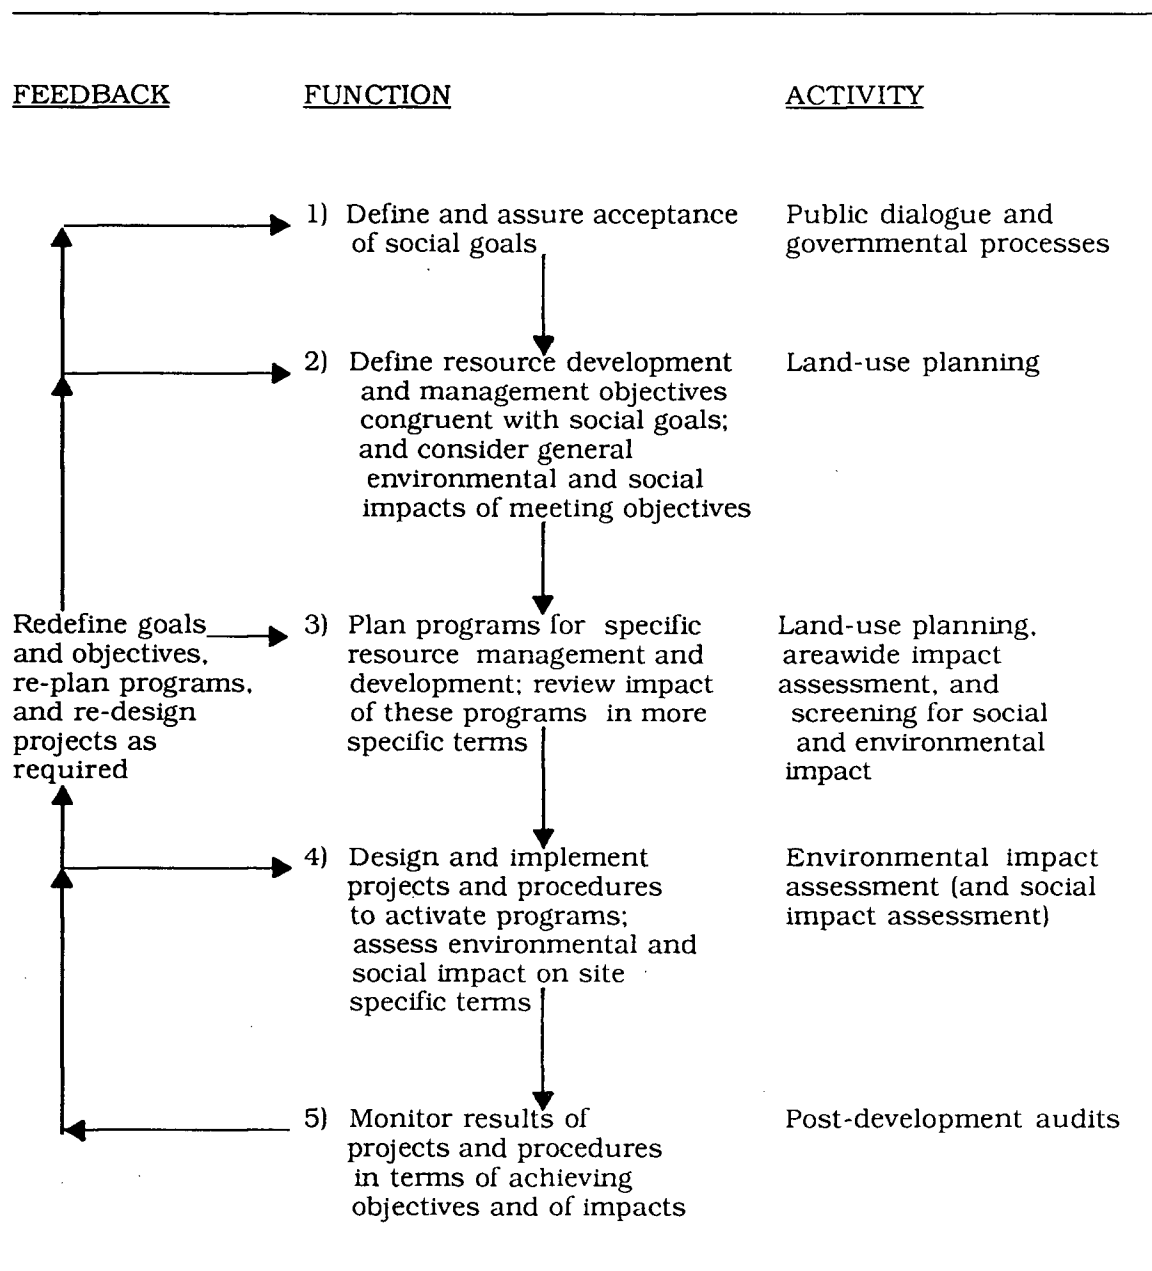 FEEDBACK
FUNCTION
ACTIVITY
1) Define and assure acceptance
of social goals
Public dialogue and
governmental processes
2) Define resource development
and management objectives
congruent with social goals;
and consider general
environmental and social
impacts of meeting objectives
Land-use planning
Redefine goals
and objectives,
re-plan programs,
and re-design
projects as
required
3) Plan programs for specific
resource management and
development; review impact
of these programs in more
specific terms
Land-use planning,
areawide impact
assessment, and
screening for social
and environmental
impact
4) Design and implement
projects and procedures
to activate programs;
assess environmental and
social impact on site
specific terms
Environmental impact
assessment (and social
impact assessment)
5) Monitor results of
projects and procedures
in terms of achieving
objectives and of impacts
Post-development audits